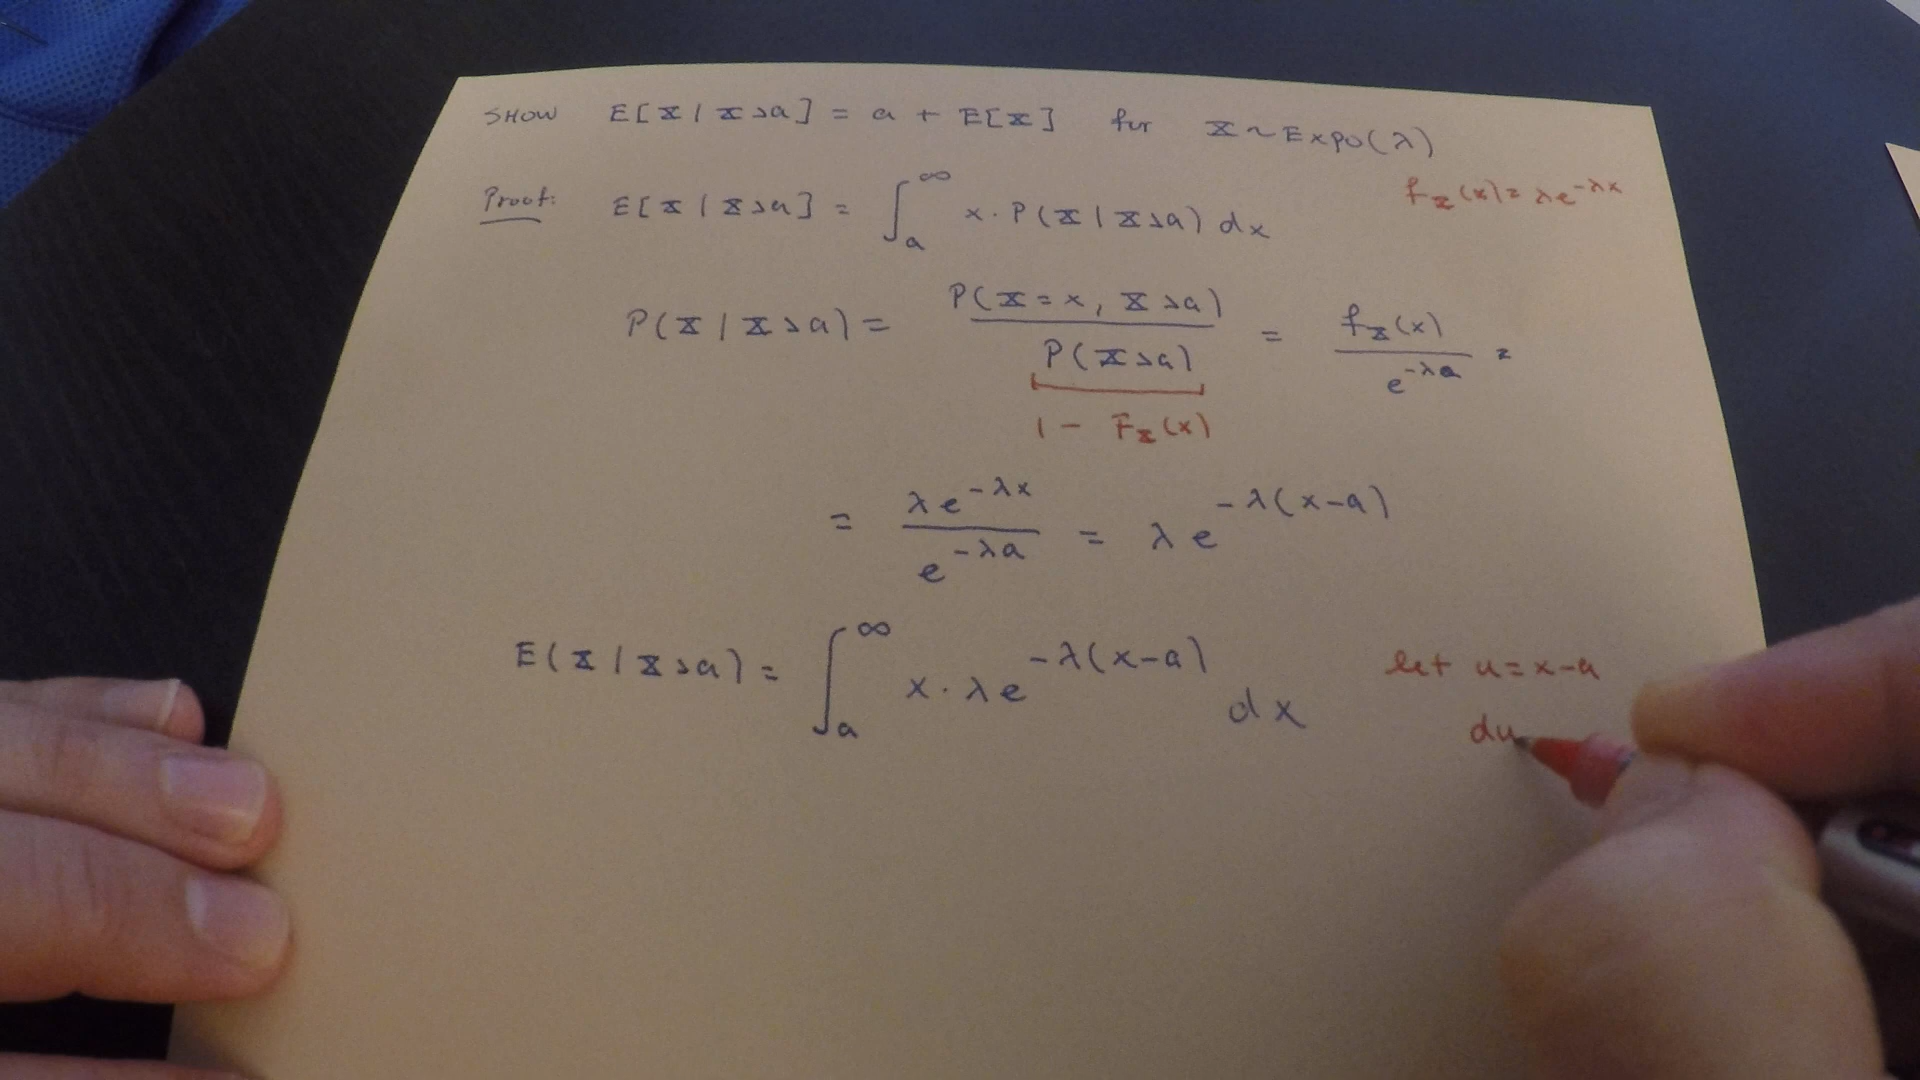 SHOW E[X | X > a] = a + E[X] for X ~ Expo(λ)
f_X(x) = λe^{-λx}
Proof: E[X | X > a] = ∫_a^∞ x · P(X | X > a) dx
P(X | X > a) = P(X = x, X > a) / P(X > a) = f_X(x) / e^{-λa} =
1 - F_X(x)
= λe^{-λx} / e^{-λa} = λe^{-λ(x-a)}
E(X | X > a) = ∫_a^∞ x · λe^{-λ(x-a)} dx
let u = x - a
du